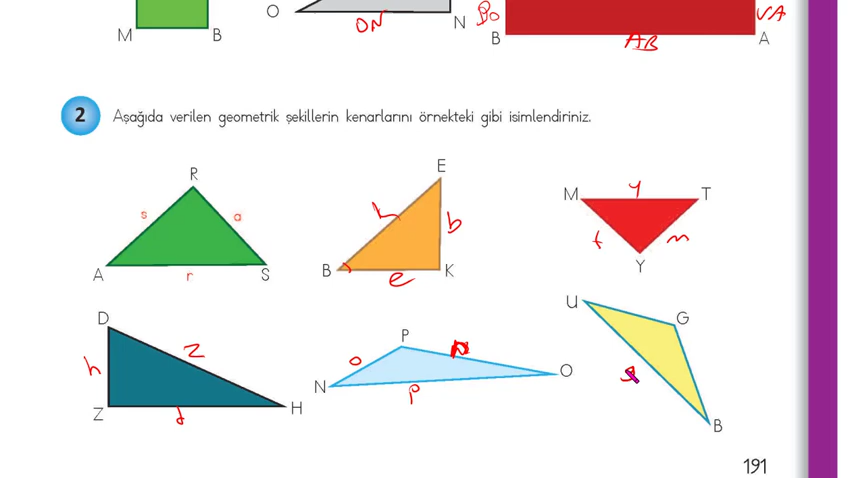 M B
O N
ON
Bo VA
B A
AB
2 Aşağıda verilen geometrik şekillerin kenarlarını örnekteki gibi isimlendiriniz.
R
s a
A r S
E
b
B e K
M y T
t m
Y
D
h z
Z d H
P
o n
N p O
U G
g
B
191